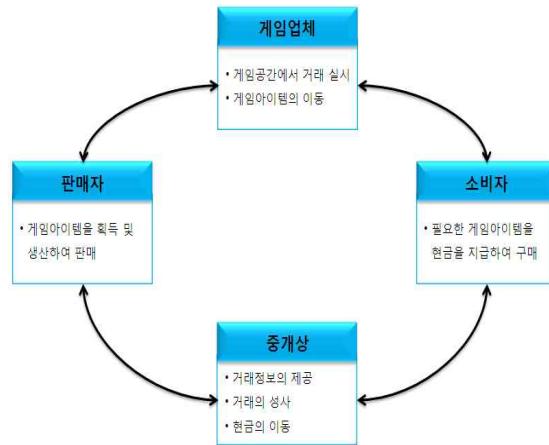 게임업체
• 게임공간에서 거래 실시
• 게임아이템의 이동
판매자
• 게임아이템을 획득 및
생산하여 판매
소비자
• 필요한 게임아이템을
현금을 지급하여 구매
중개상
• 거래정보의 제공
• 거래의 성사
• 현금의 이동